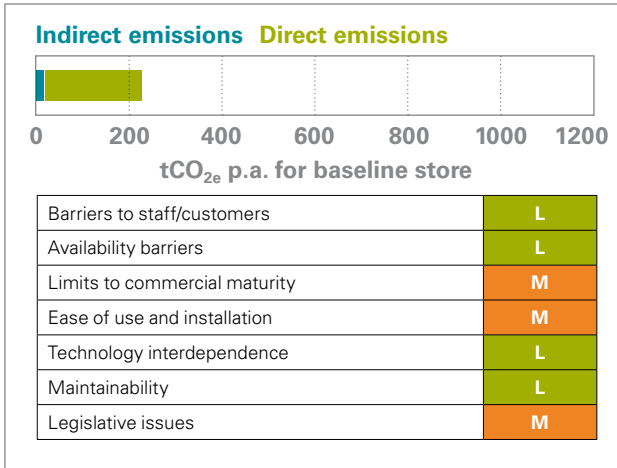 Indirect emissions Direct emissions
0 200 400 600 800 1000 1200
tCO2e p.a. for baseline store
Barriers to staff/customers L
Availability barriers L
Limits to commercial maturity M
Ease of use and installation M
Technology interdependence L
Maintainability L
Legislative issues M